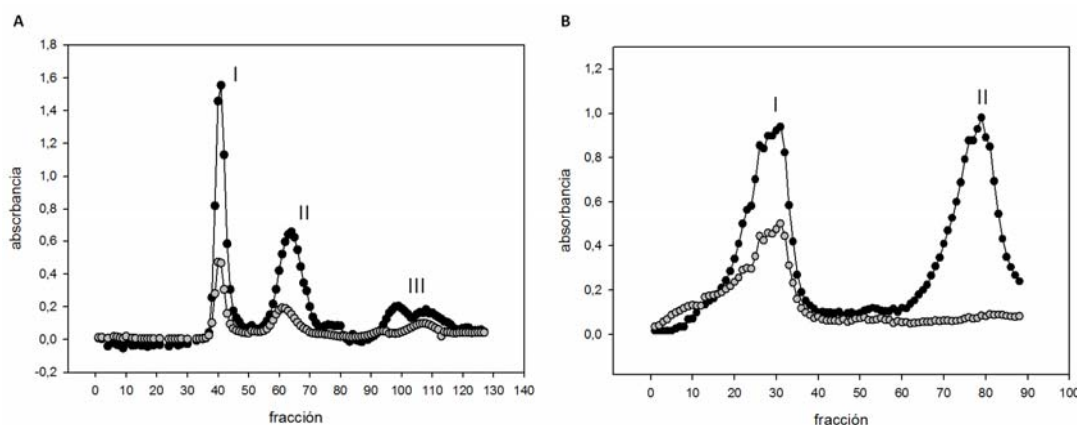 A
absorbancia
1,8
1,6
1,4
1,2
1,0
0,8
0,6
0,4
0,2
0,0
-0,2
I
II
III
0 10 20 30 40 50 60 70 80 90 100 110 120 130 140
fracción
B
absorbancia
1,2
1,0
0,8
0,6
0,4
0,2
0,0
I
II
0 10 20 30 40 50 60 70 80 90 100
fracción